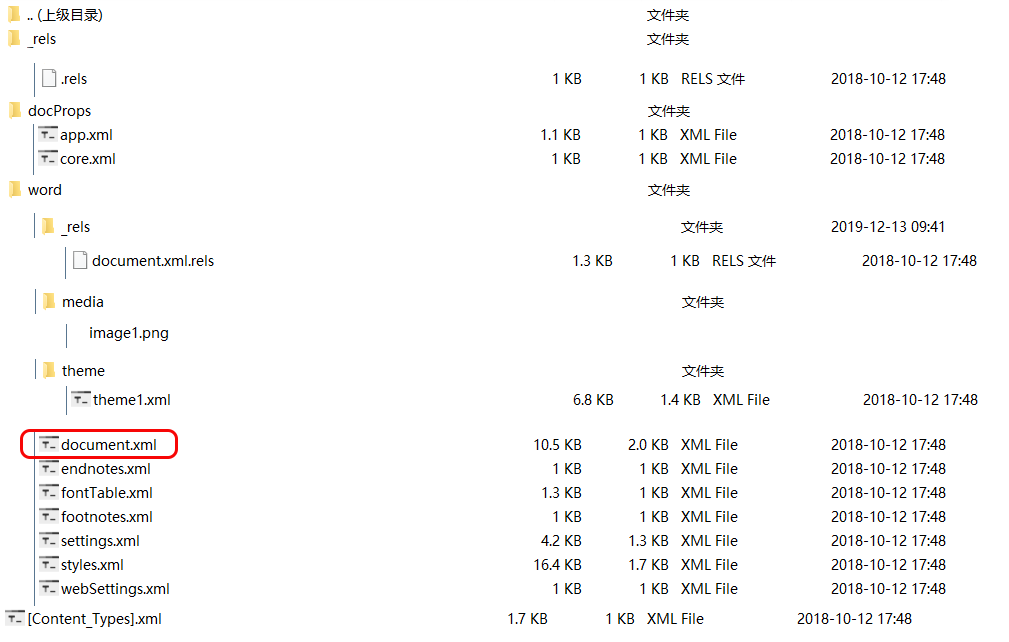 .. (上级目录) 文件夹
_rels 文件夹
.rels 1 KB 1 KB RELS 文件 2018-10-12 17:48
docProps 文件夹
app.xml 1.1 KB 1 KB XML File 2018-10-12 17:48
core.xml 1 KB 1 KB XML File 2018-10-12 17:48
word 文件夹
_rels 文件夹 2019-12-13 09:41
document.xml.rels 1.3 KB 1 KB RELS 文件 2018-10-12 17:48
media 文件夹
image1.png
theme 文件夹
theme1.xml 6.8 KB 1.4 KB XML File 2018-10-12 17:48
document.xml 10.5 KB 2.0 KB XML File 2018-10-12 17:48
endnotes.xml 1 KB 1 KB XML File 2018-10-12 17:48
fontTable.xml 1.3 KB 1 KB XML File 2018-10-12 17:48
footnotes.xml 1 KB 1 KB XML File 2018-10-12 17:48
settings.xml 4.2 KB 1.3 KB XML File 2018-10-12 17:48
styles.xml 16.4 KB 1.7 KB XML File 2018-10-12 17:48
webSettings.xml 1 KB 1 KB XML File 2018-10-12 17:48
[Content_Types].xml 1.7 KB 1 KB XML File 2018-10-12 17:48